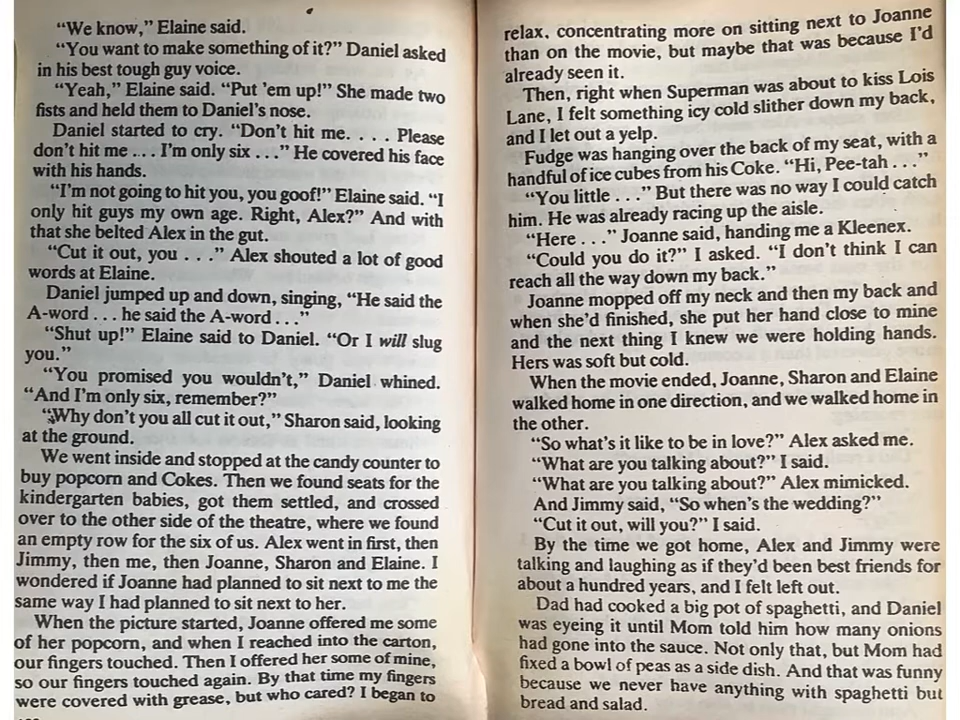 “We know,” Elaine said.
“You want to make something of it?” Daniel asked
in his best tough guy voice.
“Yeah,” Elaine said. “Put ’em up!” She made two
fists and held them to Daniel’s nose.
Daniel started to cry. “Don’t hit me. . . . Please
don’t hit me . . . I’m only six . . .” He covered his face
with his hands.
“I’m not going to hit you, you goof!” Elaine said. “I
only hit guys my own age. Right, Alex?” And with
that she belted Alex in the gut.
“Cut it out, you . . .” Alex shouted a lot of good
words at Elaine.
Daniel jumped up and down, singing, “He said the
A-word . . . he said the A-word . . .”
“Shut up!” Elaine said to Daniel. “Or I will slug
you.”
“You promised you wouldn’t,” Daniel whined.
“And I’m only six, remember?”
“Why don’t you all cut it out,” Sharon said, looking
at the ground.
We went inside and stopped at the candy counter to
buy popcorn and Cokes. Then we found seats for the
kindergarten babies, got them settled, and crossed
over to the other side of the theatre, where we found
an empty row for the six of us. Alex went in first, then
Jimmy, then me, then Joanne, Sharon and Elaine. I
wondered if Joanne had planned to sit next to me the
same way I had planned to sit next to her.
When the picture started, Joanne offered me some
of her popcorn, and when I reached into the carton,
our fingers touched. Then I offered her some of mine,
so our fingers touched again. By that time my fingers
were covered with grease, but who cared? I began to
relax, concentrating more on sitting next to Joanne
than on the movie, but maybe that was because I’d
already seen it.
Then, right when Superman was about to kiss Lois
Lane, I felt something icy cold slither down my back,
and I let out a yelp.
Fudge was hanging over the back of my seat, with a
handful of ice cubes from his Coke. “Hi, Pee-tah . . .”
“You little . . .” But there was no way I could catch
him. He was already racing up the aisle.
“Here . . .” Joanne said, handing me a Kleenex.
“Could you do it?” I asked. “I don’t think I can
reach all the way down my back.”
Joanne mopped off my neck and then my back and
when she’d finished, she put her hand close to mine
and the next thing I knew we were holding hands.
Hers was soft but cold.
When the movie ended, Joanne, Sharon and Elaine
walked home in one direction, and we walked home in
the other.
“So what’s it like to be in love?” Alex asked me.
“What are you talking about?” I said.
“What are you talking about?” Alex mimicked.
And Jimmy said, “So when’s the wedding?”
“Cut it out, will you?” I said.
By the time we got home, Alex and Jimmy were
talking and laughing as if they’d been best friends for
about a hundred years, and I felt left out.
Dad had cooked a big pot of spaghetti, and Daniel
was eyeing it until Mom told him how many onions
had gone into the sauce. Not only that, but Mom had
fixed a bowl of peas as a side dish. And that was funny
because we never have anything with spaghetti but
bread and salad.